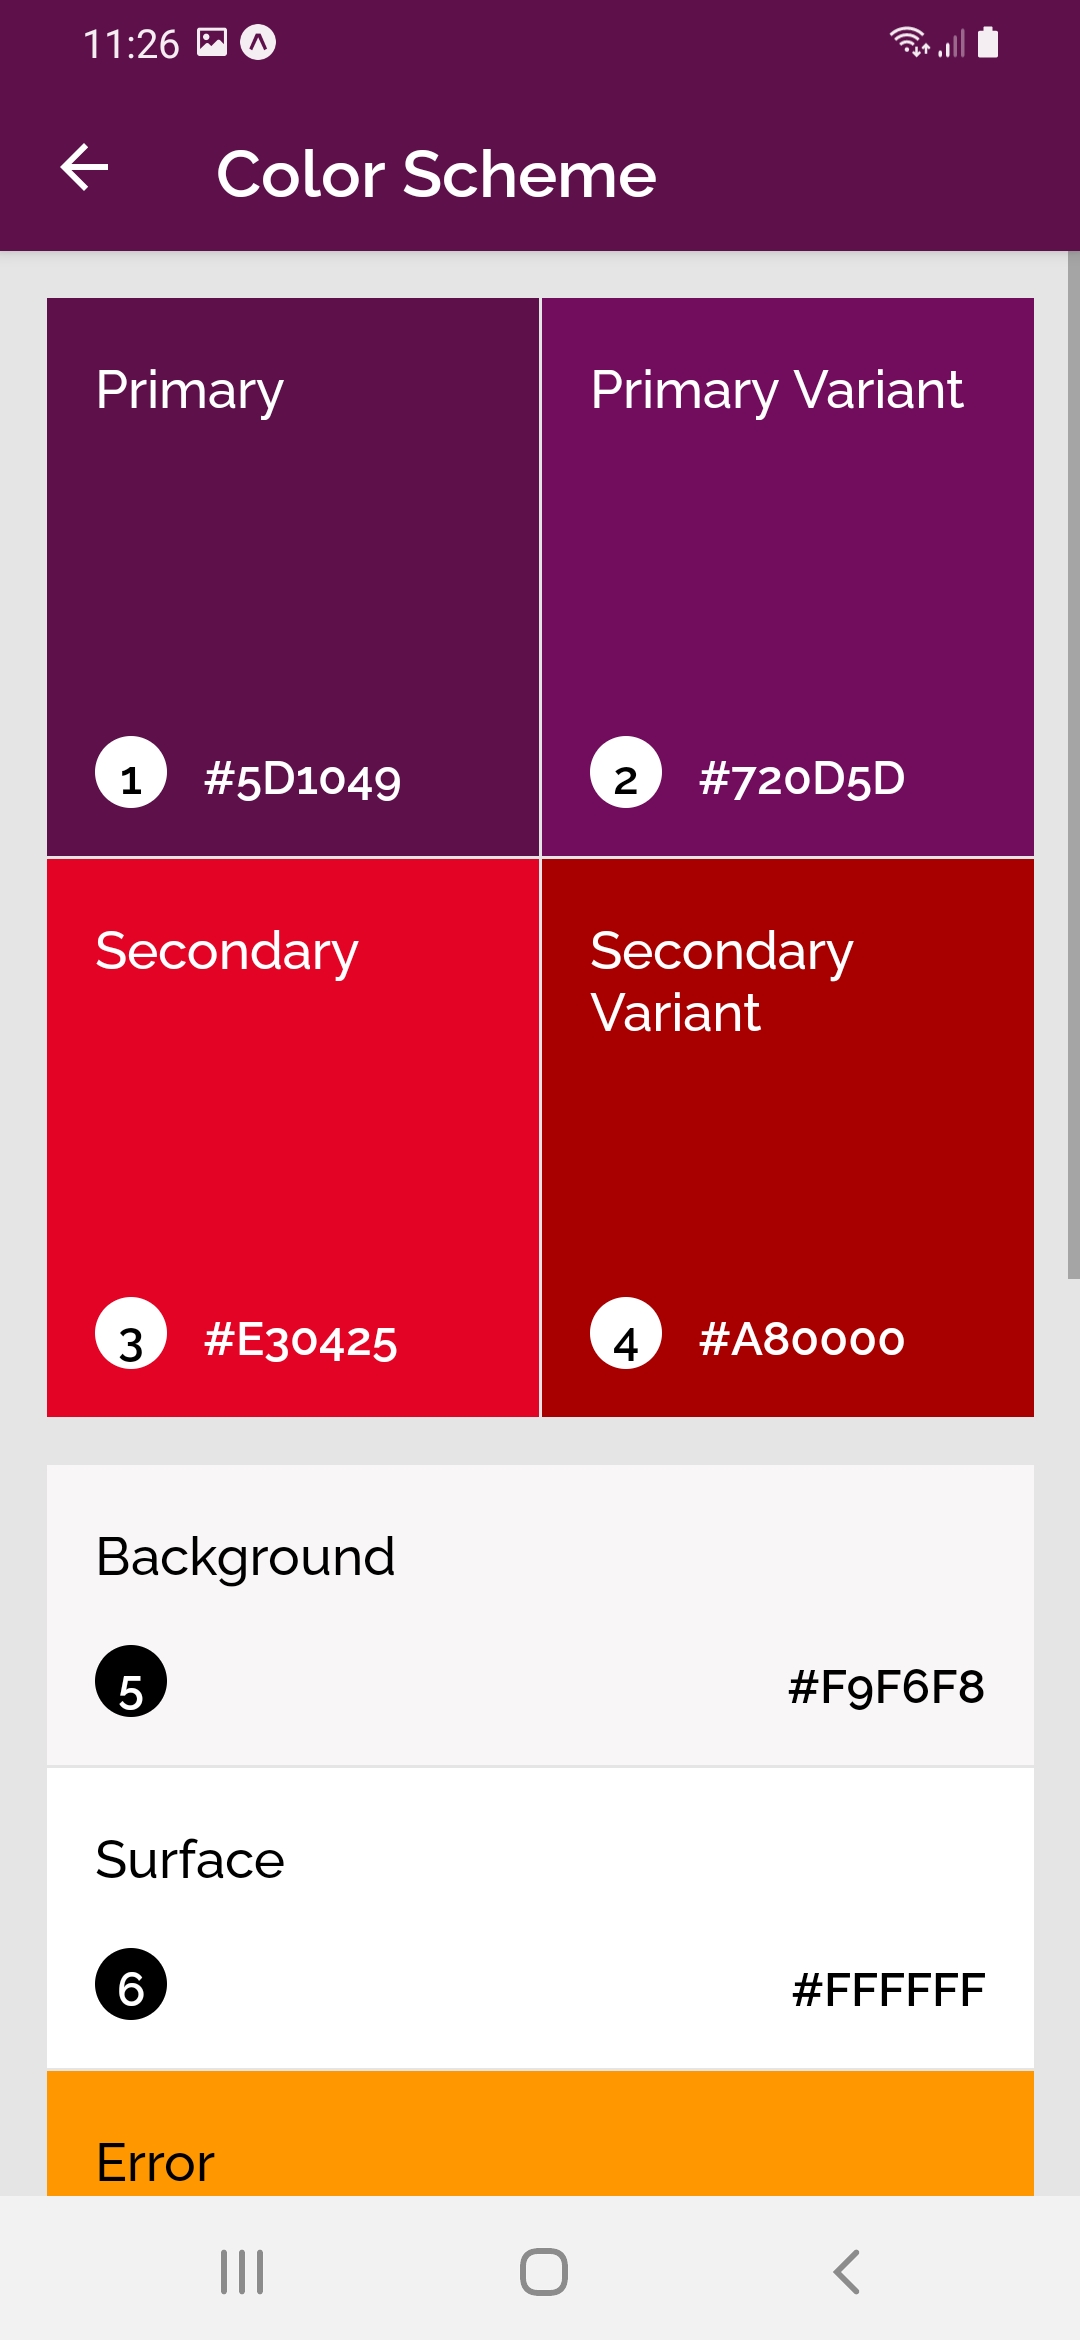 11:26
Color Scheme
Primary
1 #5D1049
Primary Variant
2 #720D5D
Secondary
3 #E30425
Secondary
Variant
4 #A80000
Background
5 #F9F6F8
Surface
6 #FFFFFF
Error